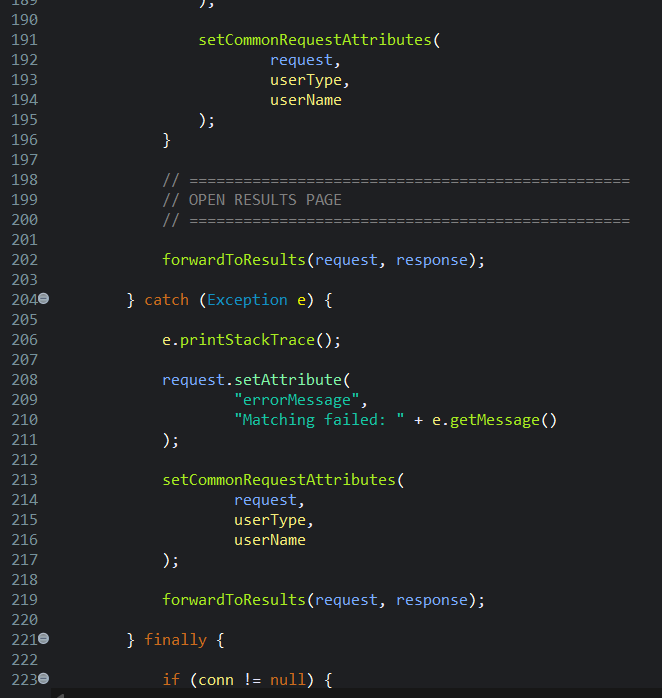 189 );
190
191 setCommonRequestAttributes(
192 request,
193 userType,
194 userName
195 );
196 }
197
198 // =================================================
199 // OPEN RESULTS PAGE
200 // =================================================
201
202 forwardToResults(request, response);
203
204 } catch (Exception e) {
205
206 e.printStackTrace();
207
208 request.setAttribute(
209 "errorMessage",
210 "Matching failed: " + e.getMessage()
211 );
212
213 setCommonRequestAttributes(
214 request,
215 userType,
216 userName
217 );
218
219 forwardToResults(request, response);
220
221 } finally {
222
223 if (conn != null) {